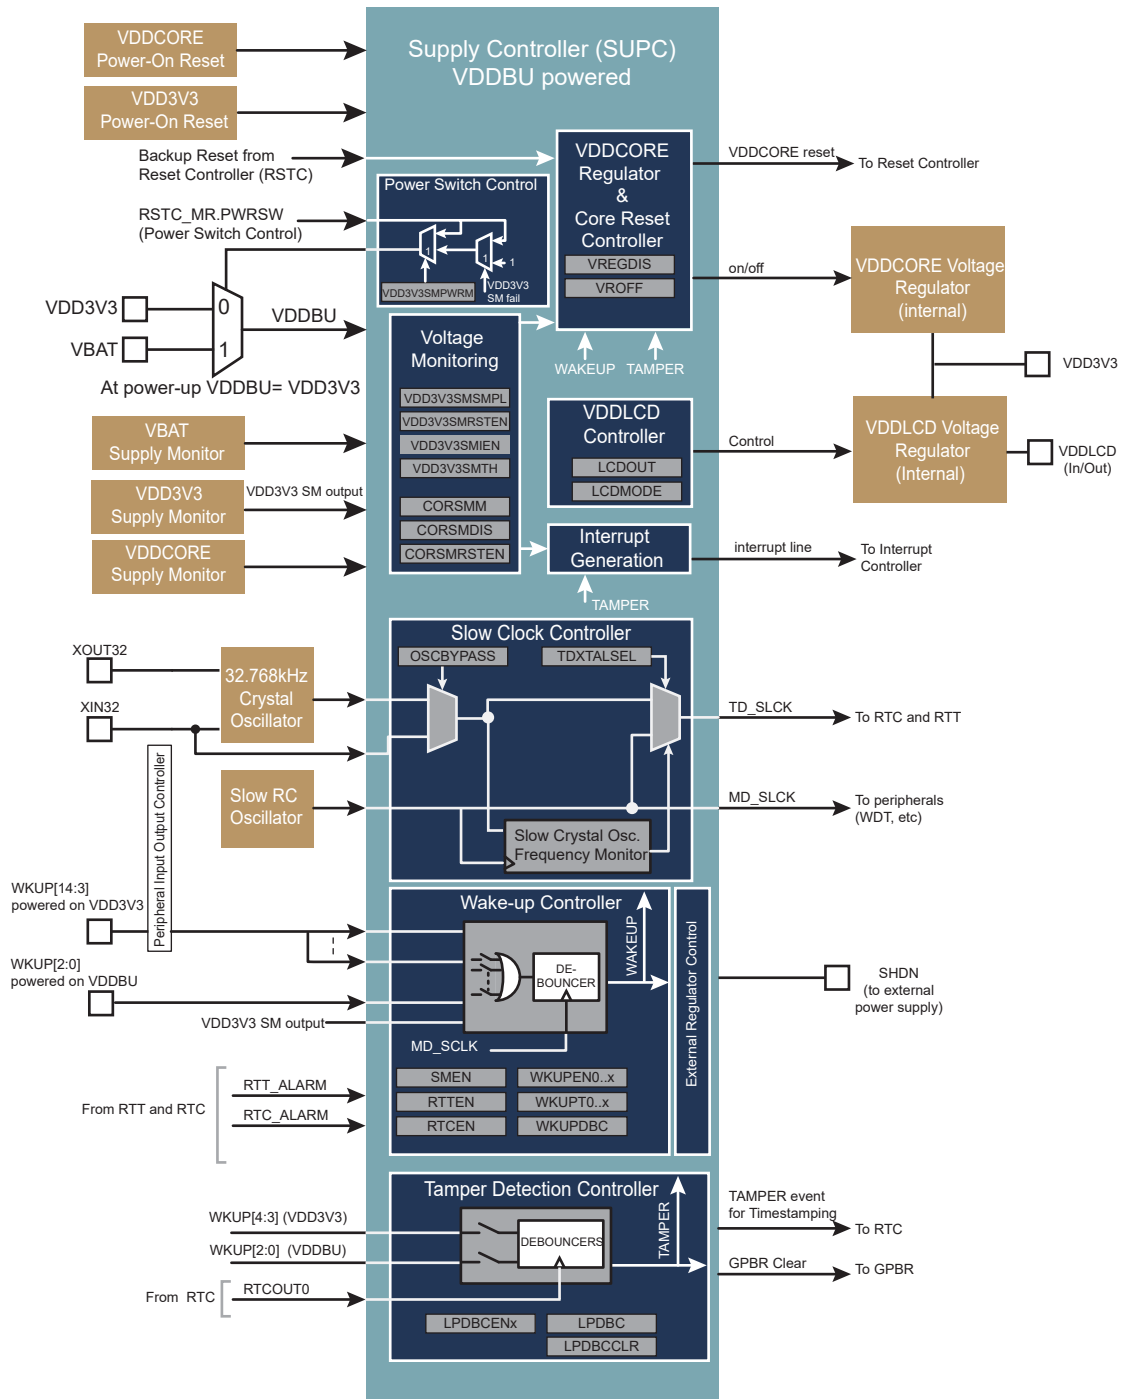 VDDCORE
Power-On Reset
Supply Controller (SUPC)
VDDBU powered
VDD3V3
Power-On Reset
Backup Reset from
Reset Controller (RSTC)
VDDCORE
Regulator
&
Core Reset
Controller
VREGDIS
VROFF
VDDCORE reset
To Reset Controller
Power Switch Control
RSTC_MR.PWRSW
(Power Switch Control)
1
1
1
VDD3V3SMPWRM
VDD3V3
SM fail
on/off
VDDCORE Voltage
Regulator
(internal)
VDD3V3
VBAT
0
1
VDDBU
At power-up VDDBU= VDD3V3
WAKEUP
TAMPER
VDD3V3
Voltage
Monitoring
VDD3V3SMSMPL
VDD3V3SMRSTEN
VDD3V3SMIEN
VDD3V3SMTH
CORSMM
CORSMDIS
CORSMRSTEN
VBAT
Supply Monitor
VDD3V3
Supply Monitor
VDD3V3 SM output
VDDCORE
Supply Monitor
VDDLCD
Controller
LCDOUT
LCDMODE
Control
VDDLCD Voltage
Regulator
(Internal)
VDDLCD
(In/Out)
Interrupt
Generation
interrupt line
To Interrupt
Controller
TAMPER
Slow Clock Controller
OSCBYPASS
TDXTALSEL
XOUT32
XIN32
32.768kHz
Crystal
Oscillator
TD_SLCK
To RTC and RTT
Slow RC
Oscillator
MD_SLCK
To peripherals
(WDT, etc)
Slow Crystal Osc.
Frequency Monitor
Peripheral Input Output Controller
WKUP[14:3]
powered on VDD3V3
WKUP[2:0]
powered on VDDBU
VDD3V3 SM output
Wake-up Controller
DE-
BOUNCER
WAKEUP
MD_SCLK
SMEN
WKUPEN0..x
RTTEN
WKUPT0..x
RTCEN
WKUPDBC
External Regulator Control
SHDN
(to external
power supply)
From RTT and RTC
RTT_ALARM
RTC_ALARM
Tamper Detection Controller
WKUP[4:3] (VDD3V3)
WKUP[2:0] (VDDBU)
From RTC
RTCOUT0
DEBOUNCERS
TAMPER
LPDBCENx
LPDBC
LPDBCCLR
TAMPER event
for Timestamping
To RTC
GPBR Clear
To GPBR